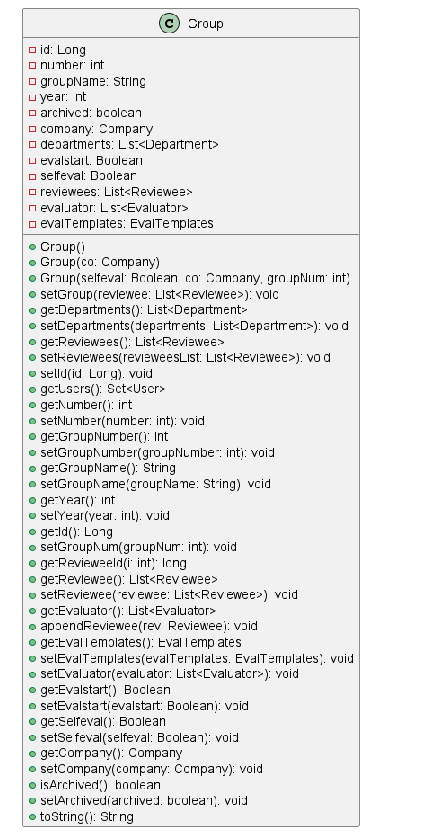 C Group
id: Long
number: int
groupName: String
year: int
archived: boolean
company: Company
departments: List<Department>
evalstart: Boolean
selfeval: Boolean
reviewees: List<Reviewee>
evaluator: List<Evaluator>
evalTemplates: EvalTemplates
Group()
Group(co: Company)
Group(selfeval: Boolean, co: Company, groupNum: int)
setGroup(reviewee: List<Reviewee>): void
getDepartments(): List<Department>
setDepartments(departments: List<Department>): void
getReviewees(): List<Reviewee>
setReviewees(revieweesList: List<Reviewee>): void
setId(id: Long): void
getUsers(): Set<User>
getNumber(): int
setNumber(number: int): void
getGroupNumber(): int
setGroupNumber(groupNumber: int): void
getGroupName(): String
setGroupName(groupName: String): void
getYear(): int
setYear(year: int): void
getId(): Long
setGroupNum(groupNum: int): void
getRevieweeId(i: int): long
getReviewee(): List<Reviewee>
setReviewee(reviewee: List<Reviewee>): void
getEvaluator(): List<Evaluator>
appendReviewee(rev: Reviewee): void
getEvalTemplates(): EvalTemplates
setEvalTemplates(evalTemplates: EvalTemplates): void
setEvaluator(evaluator: List<Evaluator>): void
getEvalstart(): Boolean
setEvalstart(evalstart: Boolean): void
getSelfeval(): Boolean
setSelfeval(selfeval: Boolean): void
getCompany(): Company
setCompany(company: Company): void
isArchived(): boolean
setArchived(archived: boolean): void
toString(): String